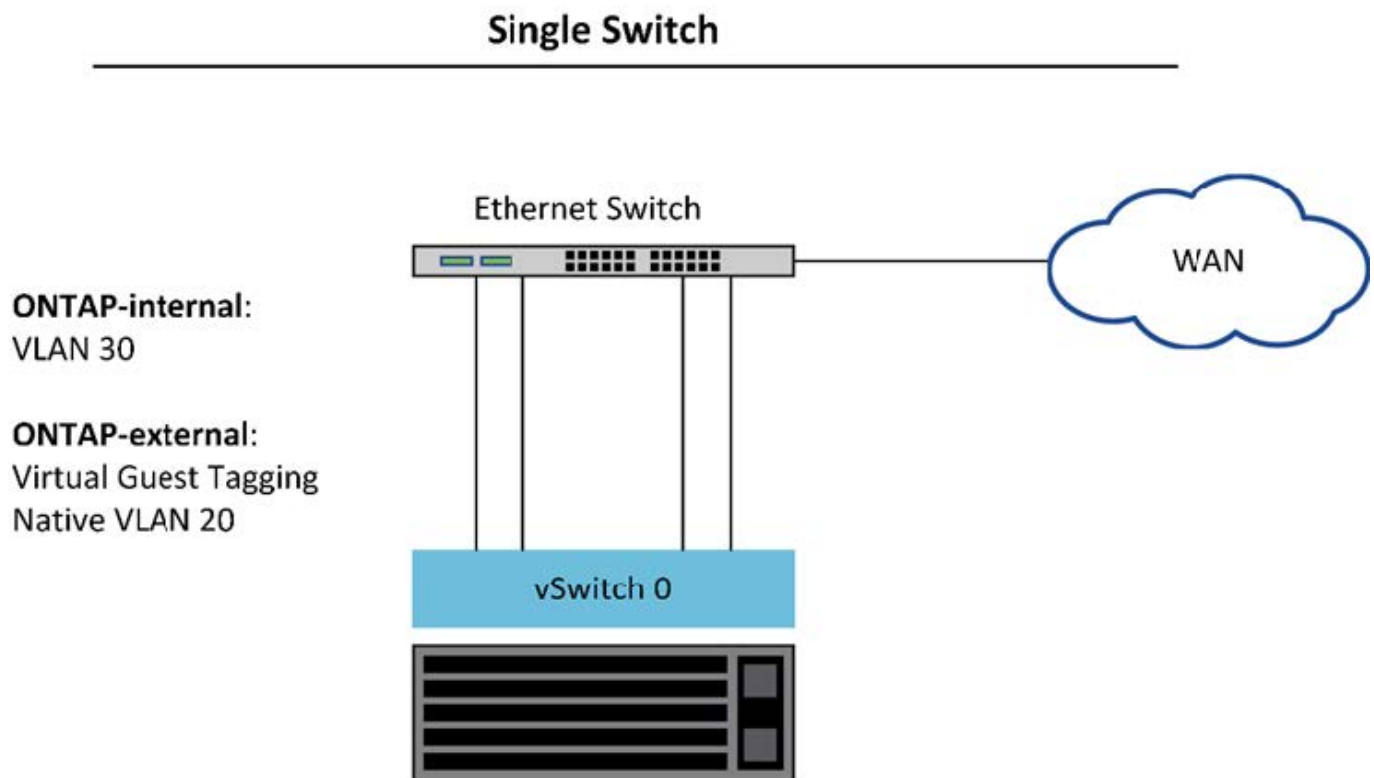 Single Switch
Ethernet Switch
WAN
ONTAP-internal:
VLAN 30
ONTAP-external:
Virtual Guest Tagging
Native VLAN 20
vSwitch 0